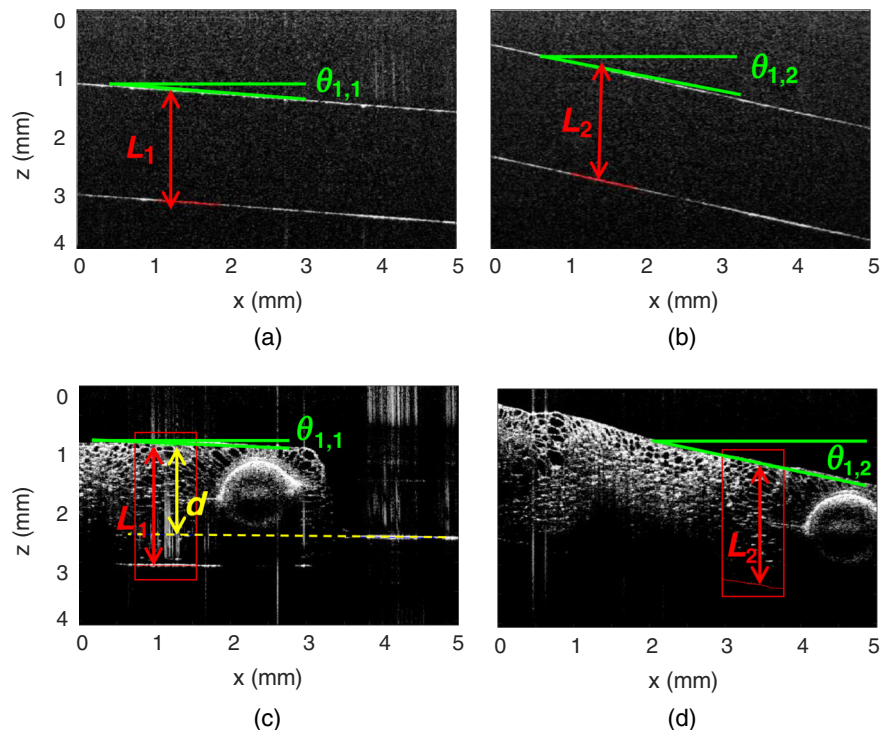 0
1
2
3
4
z (mm)
θ1,1
L1
0 1 2 3 4 5
x (mm)
(a)
θ1,2
L2
0 1 2 3 4 5
x (mm)
(b)
0
1
2
3
4
z (mm)
θ1,1
L1
d
0 1 2 3 4 5
x (mm)
(c)
θ1,2
L2
0 1 2 3 4 5
x (mm)
(d)